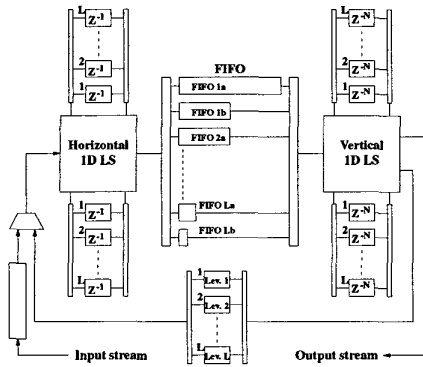 L Z⁻¹
2 Z⁻¹
1 Z⁻¹
Horizontal
1D LS
1 Z⁻¹
2 Z⁻¹
L Z⁻¹
FIFO
FIFO 1a
FIFO 1b
FIFO 2a
FIFO La
FIFO Lb
L Z⁻ᴺ
2 Z⁻ᴺ
1 Z⁻ᴺ
Vertical
1D LS
1 Z⁻ᴺ
2 Z⁻ᴺ
L Z⁻ᴺ
1 Lev. 1
2 Lev. 2
L Lev. L
Input stream
Output stream